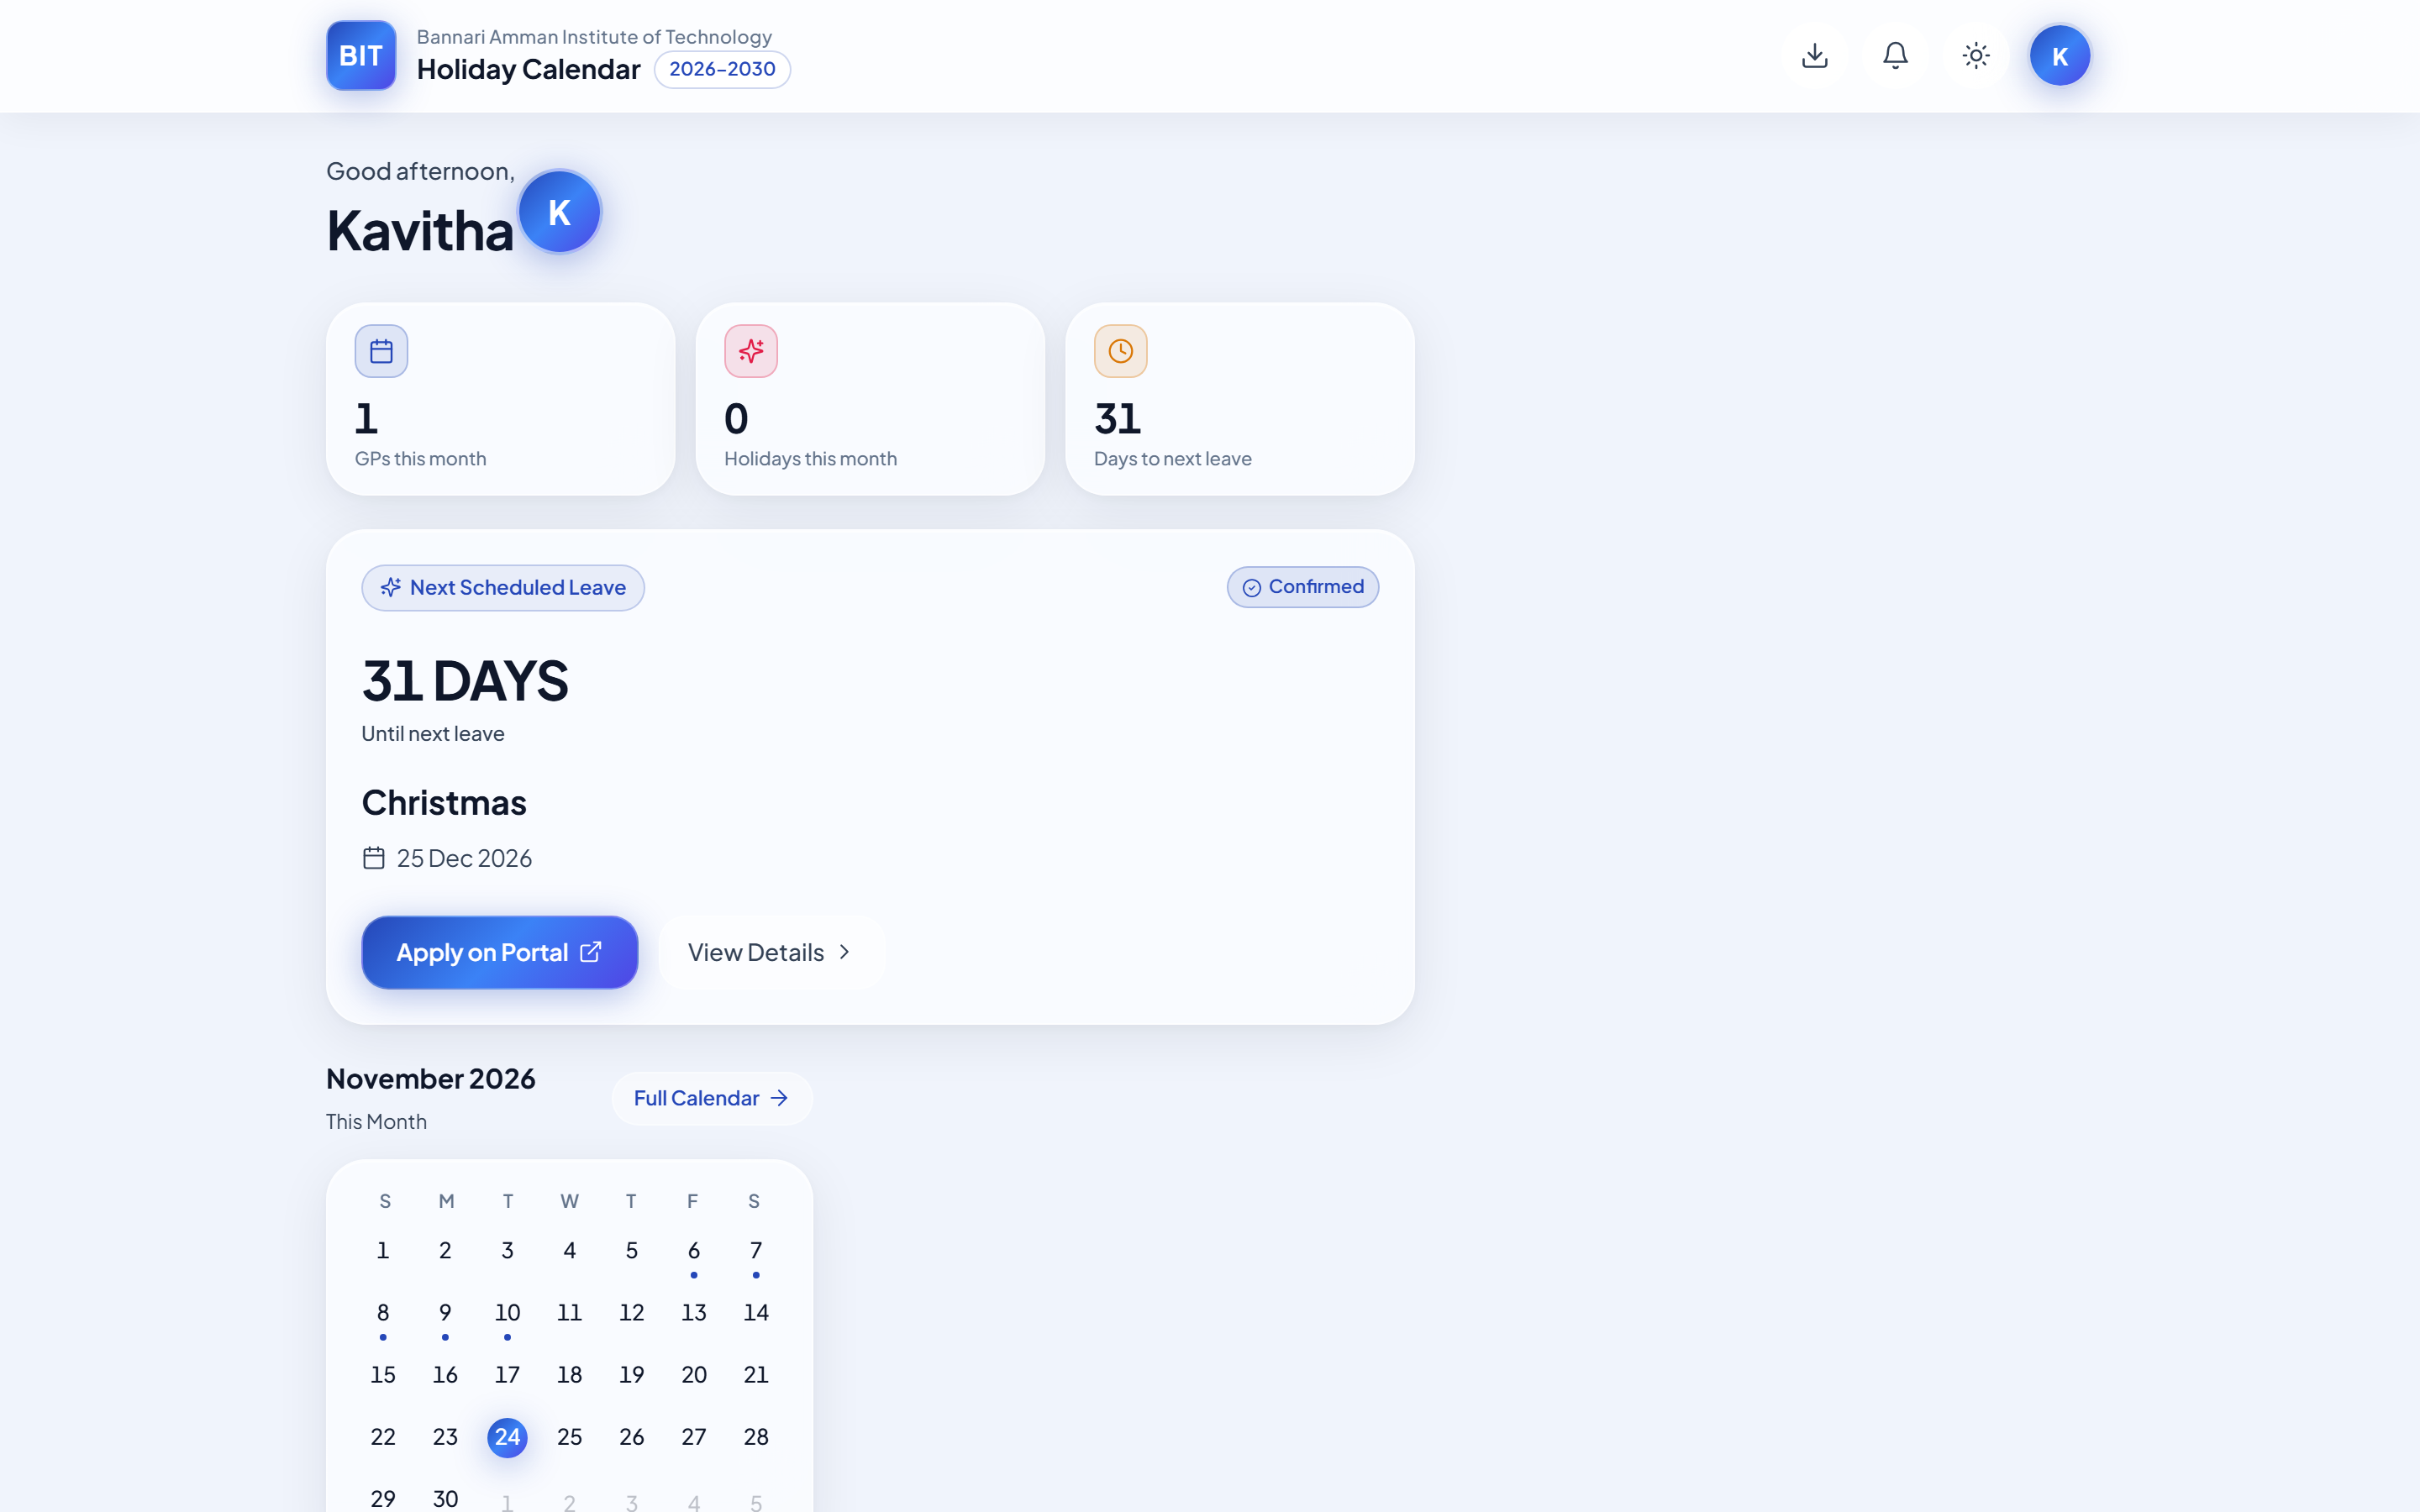 BIT
Bannari Amman Institute of Technology
Holiday Calendar 2026–2030
K
Good afternoon,
Kavitha
K
1
GPs this month
0
Holidays this month
31
Days to next leave
Next Scheduled Leave
Confirmed
31 DAYS
Until next leave
Christmas
25 Dec 2026
Apply on Portal
View Details
November 2026
This Month
Full Calendar
S M T W T F S
1 2 3 4 5 6 7
8 9 10 11 12 13 14
15 16 17 18 19 20 21
22 23 24 25 26 27 28
29 30 1 2 3 4 5